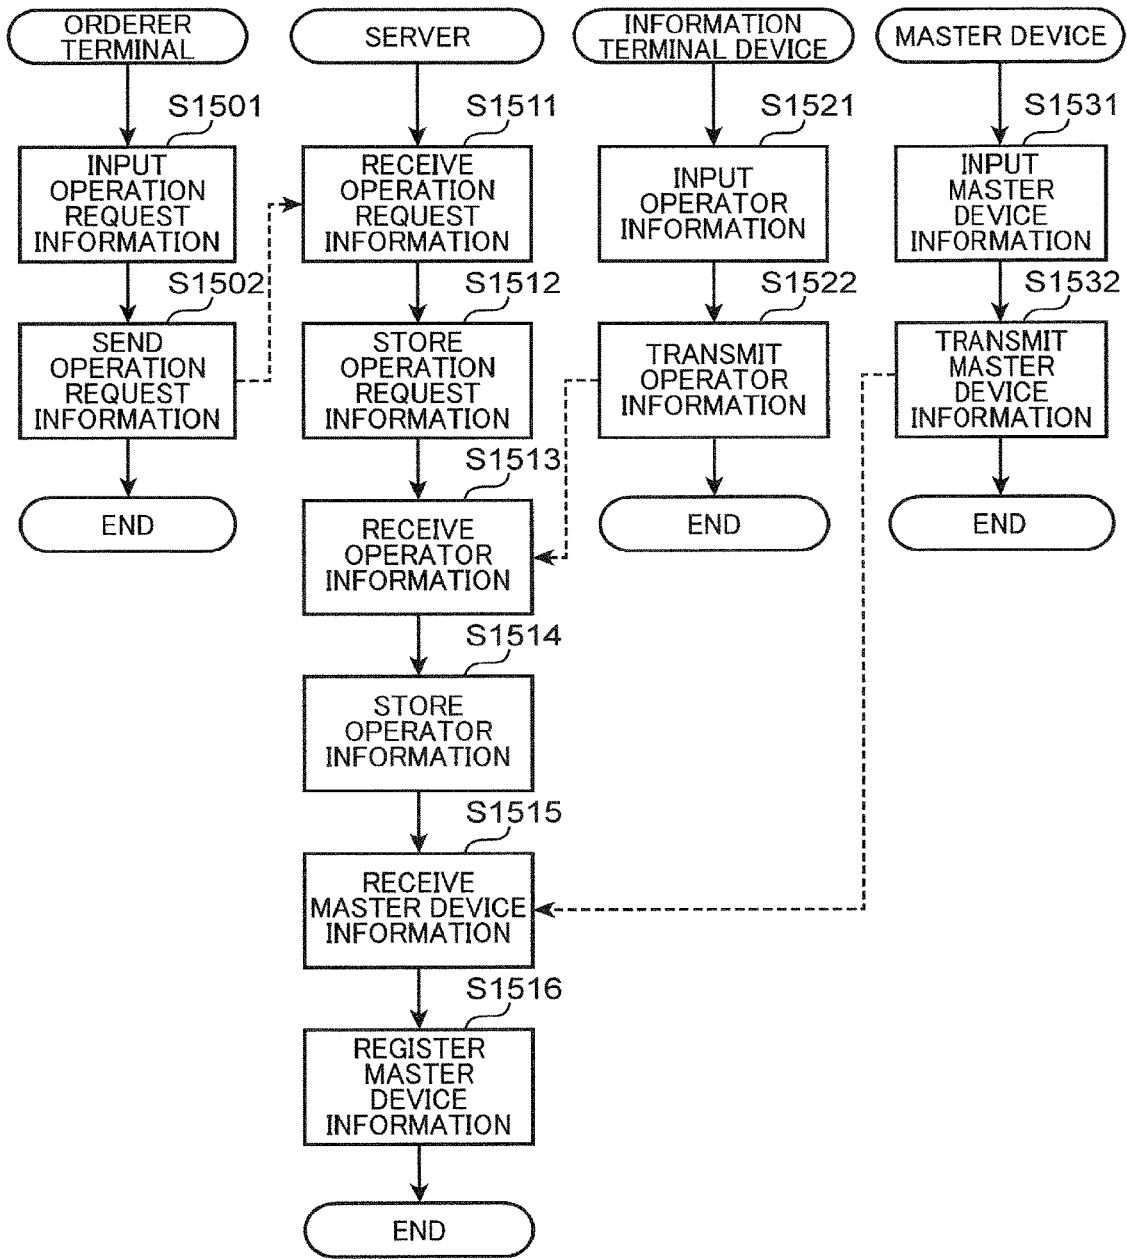 ORDERER
TERMINAL
S1501
INPUT
OPERATION
REQUEST
INFORMATION
S1502
SEND
OPERATION
REQUEST
INFORMATION
END
SERVER
S1511
RECEIVE
OPERATION
REQUEST
INFORMATION
S1512
STORE
OPERATION
REQUEST
INFORMATION
S1513
RECEIVE
OPERATOR
INFORMATION
S1514
STORE
OPERATOR
INFORMATION
S1515
RECEIVE
MASTER DEVICE
INFORMATION
S1516
REGISTER
MASTER
DEVICE
INFORMATION
END
INFORMATION
TERMINAL DEVICE
S1521
INPUT
OPERATOR
INFORMATION
S1522
TRANSMIT
OPERATOR
INFORMATION
END
MASTER DEVICE
S1531
INPUT
MASTER
DEVICE
INFORMATION
S1532
TRANSMIT
MASTER
DEVICE
INFORMATION
END